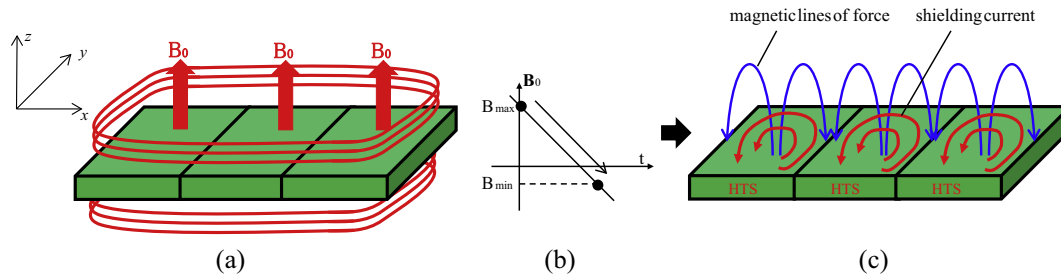 magnetic lines of force
shielding current
z
y
x
B₀
B₀
B₀
B₀
Bmax
t
Bmin
HTS
HTS
HTS
(a)
(b)
(c)